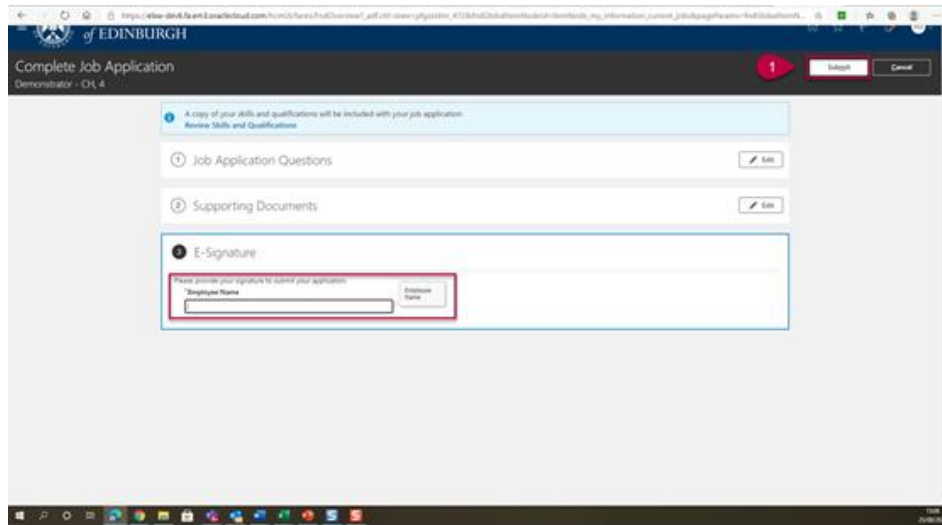 of EDINBURGH
Complete Job Application
Demonstrator - CH, 4
1
Submit
Cancel
A copy of your skills and qualifications will be included with your job application.
Review Skills and Qualifications
1 Job Application Questions
Edit
2 Supporting Documents
Edit
3 E-Signature
Please provide your signature to submit your application.
*Employee Name
Employee
Name